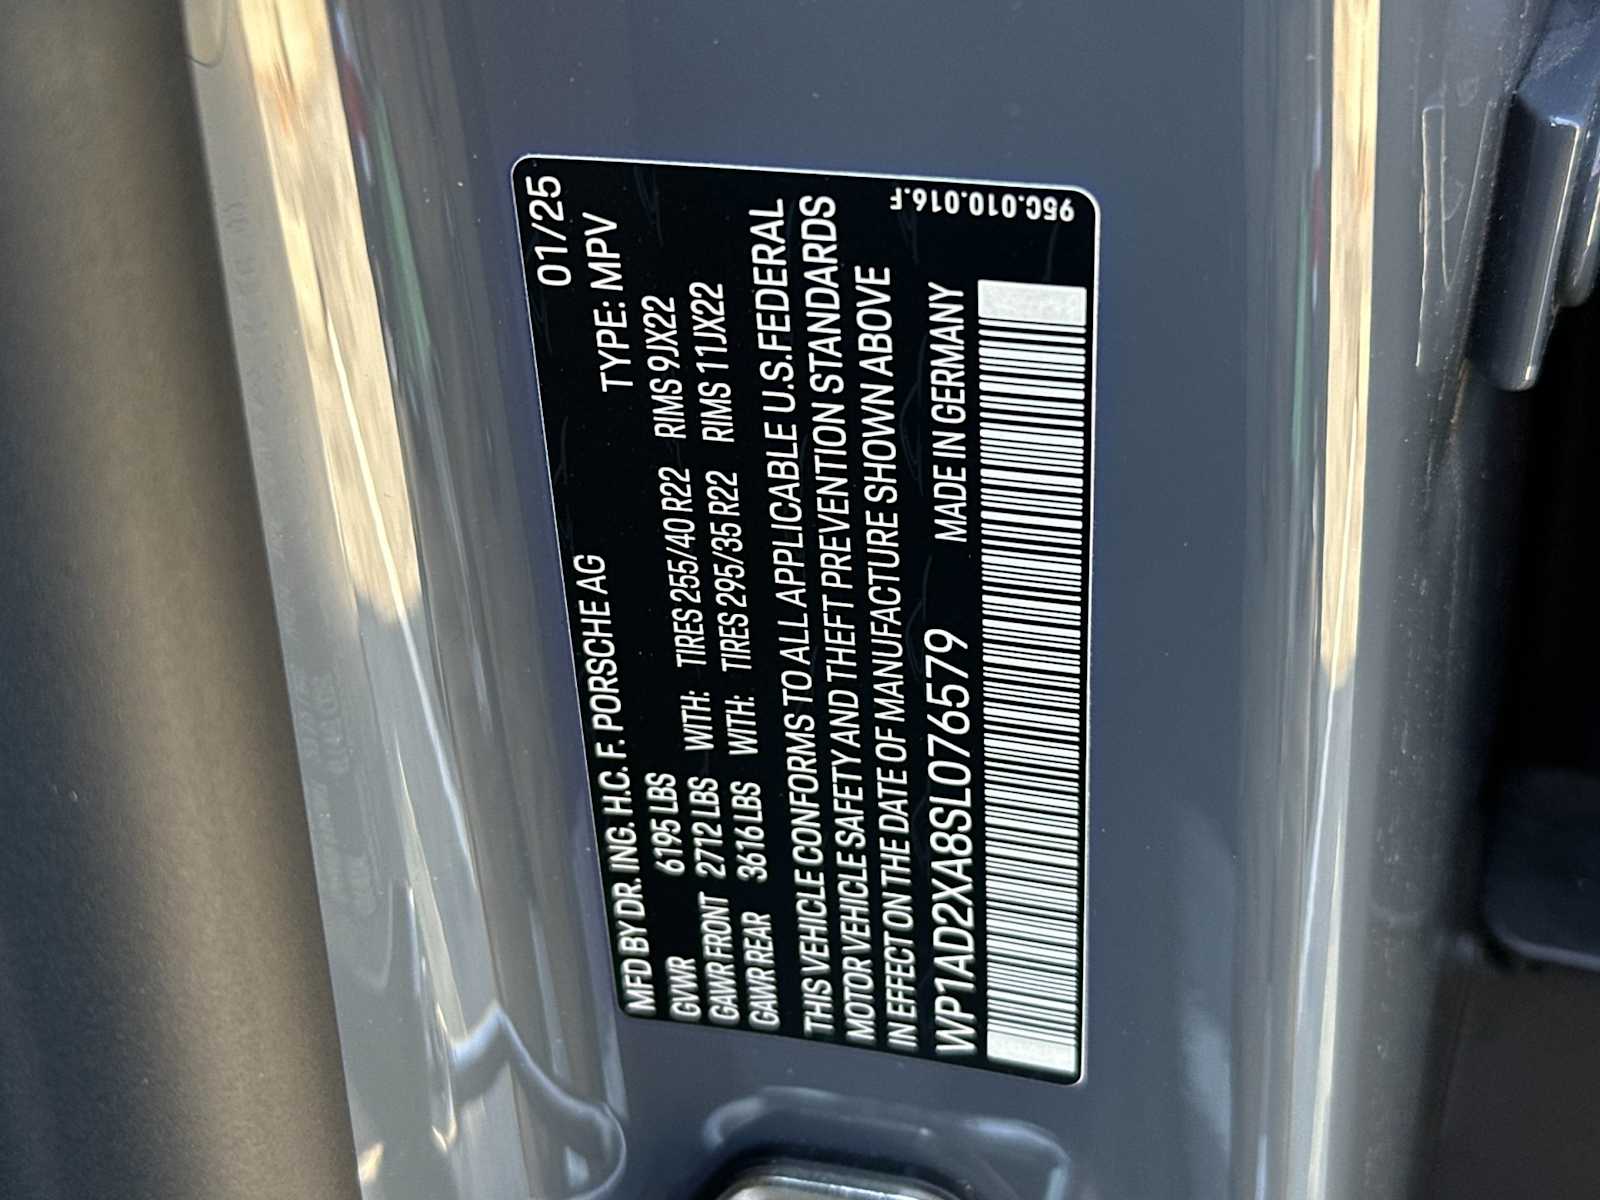 01/25
MFD BY DR. ING. H.C. F. PORSCHE AG TYPE: MPV
GVWR 6195 LBS
GAWR FRONT 2712 LBS WITH: TIRES 255/40 R22 RIMS 9JX22
GAWR REAR 3616 LBS WITH: TIRES 295/35 R22 RIMS 11JX22
THIS VEHICLE CONFORMS TO ALL APPLICABLE U.S. FEDERAL
MOTOR VEHICLE SAFETY AND THEFT PREVENTION STANDARDS
IN EFFECT ON THE DATE OF MANUFACTURE SHOWN ABOVE
WP1AD2XA8SL076579 MADE IN GERMANY
95C.010.016.F